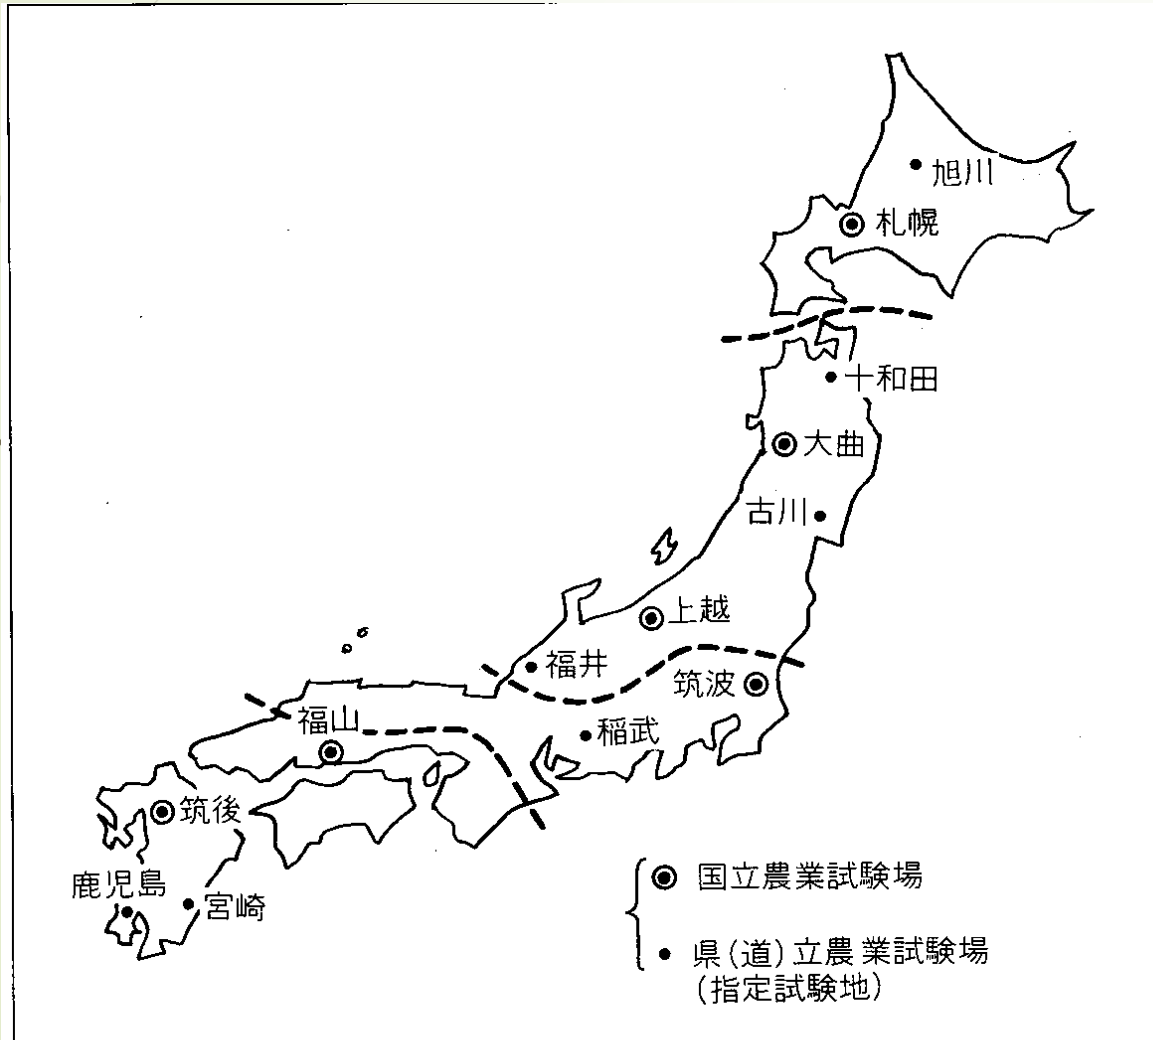 旭川
札幌
十和田
大曲
古川
上越
福井
筑波
福山
稲武
筑後
鹿児島
宮崎
国立農業試験場
県(道)立農業試験場
(指定試験地)